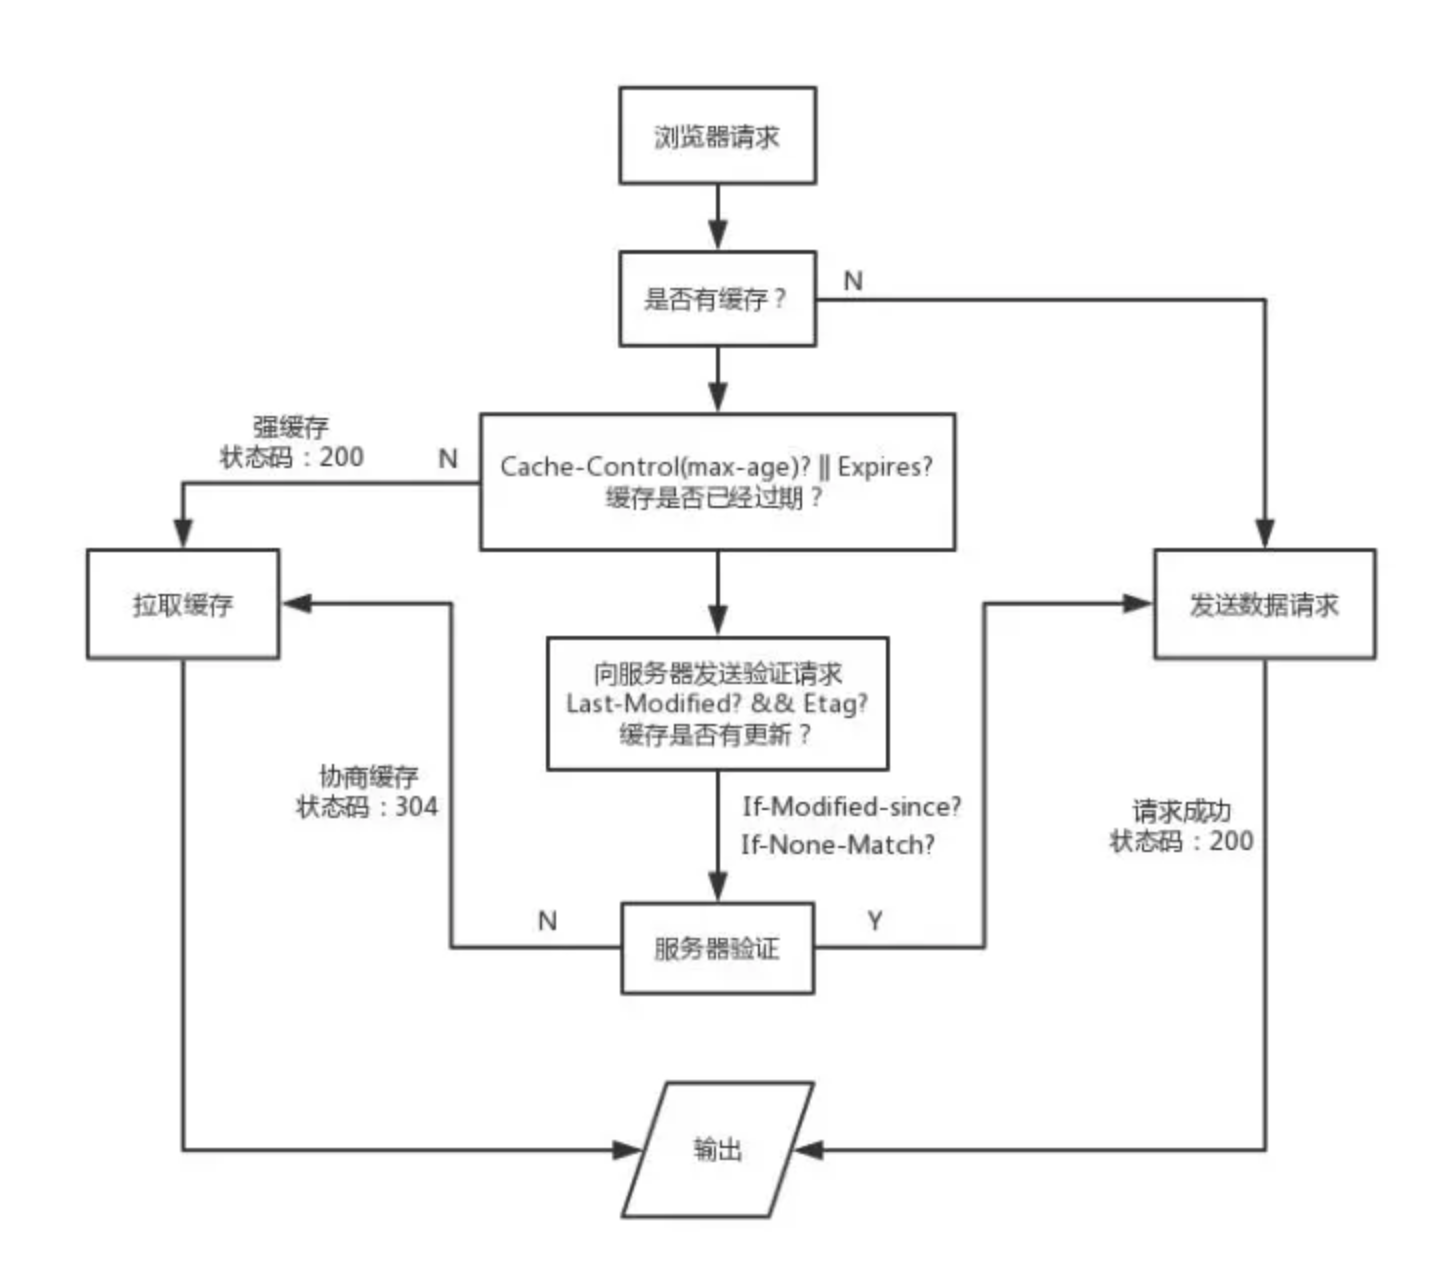 浏览器请求
是否有缓存？
N
强缓存
状态码：200
N
Cache-Control(max-age)? || Expires?
缓存是否已经过期？
拉取缓存
发送数据请求
向服务器发送验证请求
Last-Modified? && Etag?
缓存是否有更新？
协商缓存
状态码：304
If-Modified-since?
If-None-Match?
请求成功
状态码：200
N
服务器验证
Y
输出